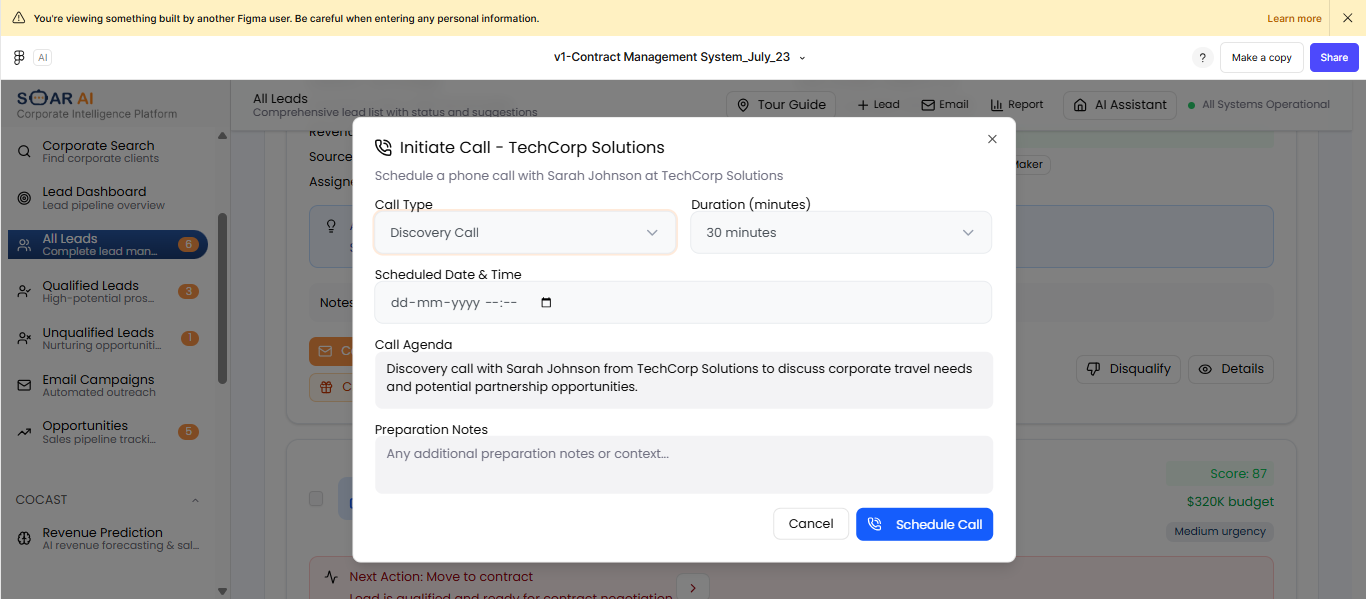 You're viewing something built by another Figma user. Be careful when entering any personal information.
Learn more
AI
v1-Contract Management System_July_23
?
Make a copy
Share
SOAR AI
Corporate Intelligence Platform
All Leads
Comprehensive lead list with status and suggestions
Tour Guide
Lead
Email
Report
AI Assistant
All Systems Operational
Corporate Search
Find corporate clients
Lead Dashboard
Lead pipeline overview
All Leads
Complete lead man...
6
Qualified Leads
High-potential pros...
3
Unqualified Leads
Nurturing opportuniti...
1
Email Campaigns
Automated outreach
Opportunities
Sales pipeline tracki...
5
COCAST
Revenue Prediction
AI revenue forecasting & sal...
Source
Notes
Maker
Initiate Call - TechCorp Solutions
Schedule a phone call with Sarah Johnson at TechCorp Solutions
Call Type
Duration (minutes)
Discovery Call
30 minutes
Scheduled Date & Time
dd-mm-yyyy --:--
Call Agenda
Discovery call with Sarah Johnson from TechCorp Solutions to discuss corporate travel needs
and potential partnership opportunities.
Preparation Notes
Any additional preparation notes or context...
Cancel
Schedule Call
Disqualify
Details
Score: 87
$320K budget
Medium urgency
Next Action: Move to contract
Lead is qualified and ready for contract negotiation